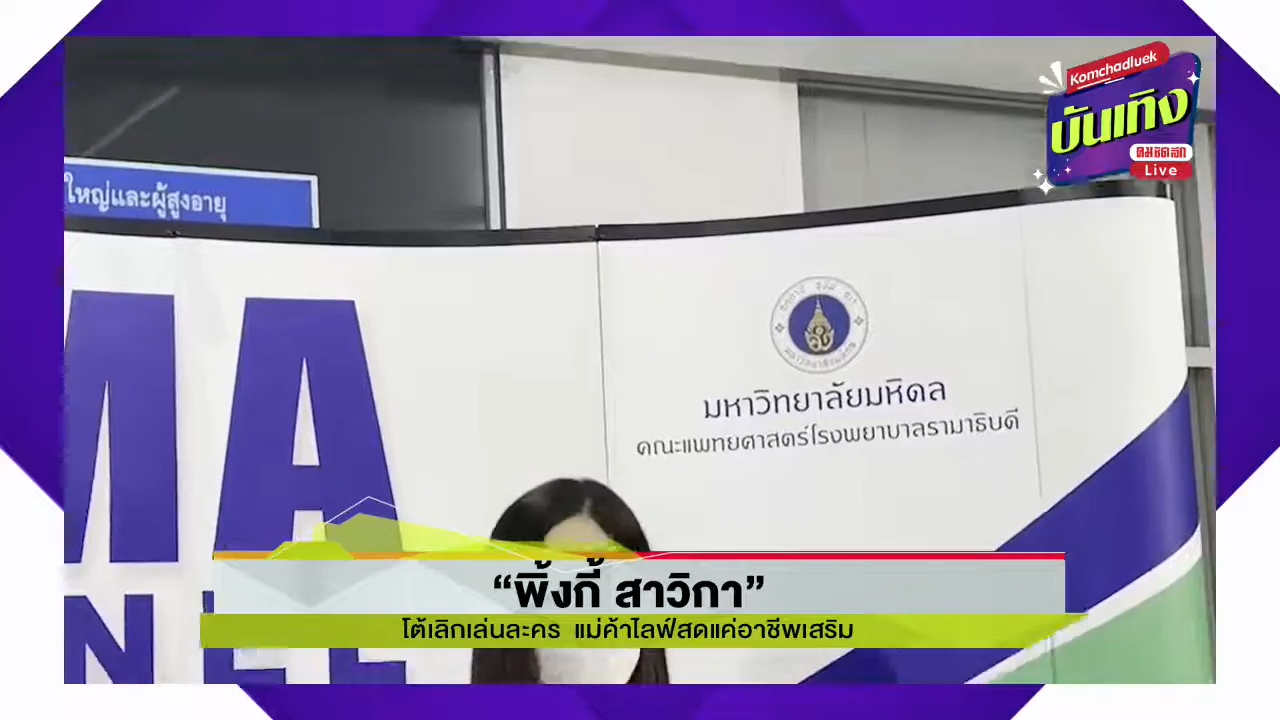 Komchadluek
บันเทิง
คมชัดลึก
Live
ใหญ่และผู้สูงอายุ
MA
มหาวิทยาลัยมหิดล
คณะแพทยศาสตร์โรงพยาบาลรามาธิบดี
“พิ้งกี้ สาวิกา”
โต้เลิกเล่นละคร แม่ค้าไลฟ์สดแค่อาชีพเสริม